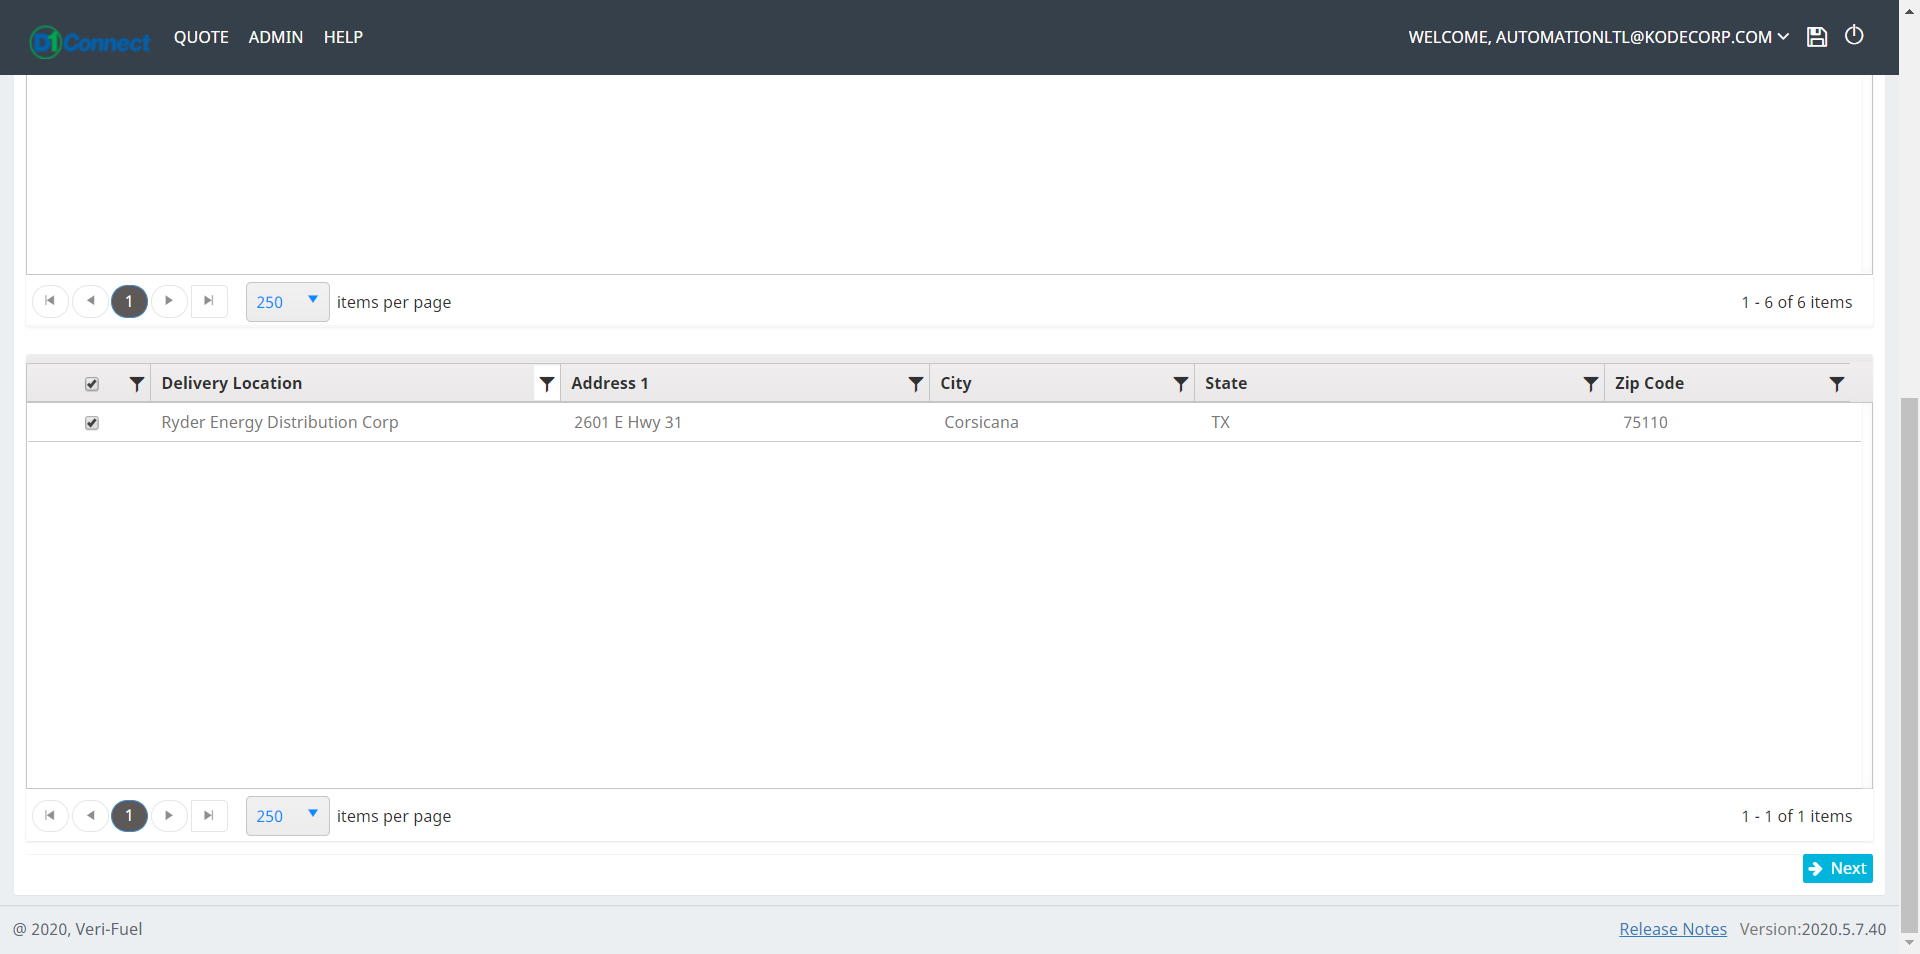 D1Connect QUOTE ADMIN HELP WELCOME, AUTOMATIONLTL@KODECORP.COM
1 250 items per page 1 - 6 of 6 items
Delivery Location Address 1 City State Zip Code
Ryder Energy Distribution Corp 2601 E Hwy 31 Corsicana TX 75110
1 250 items per page 1 - 1 of 1 items
Next
@ 2020, Veri-Fuel Release Notes Version:2020.5.7.40